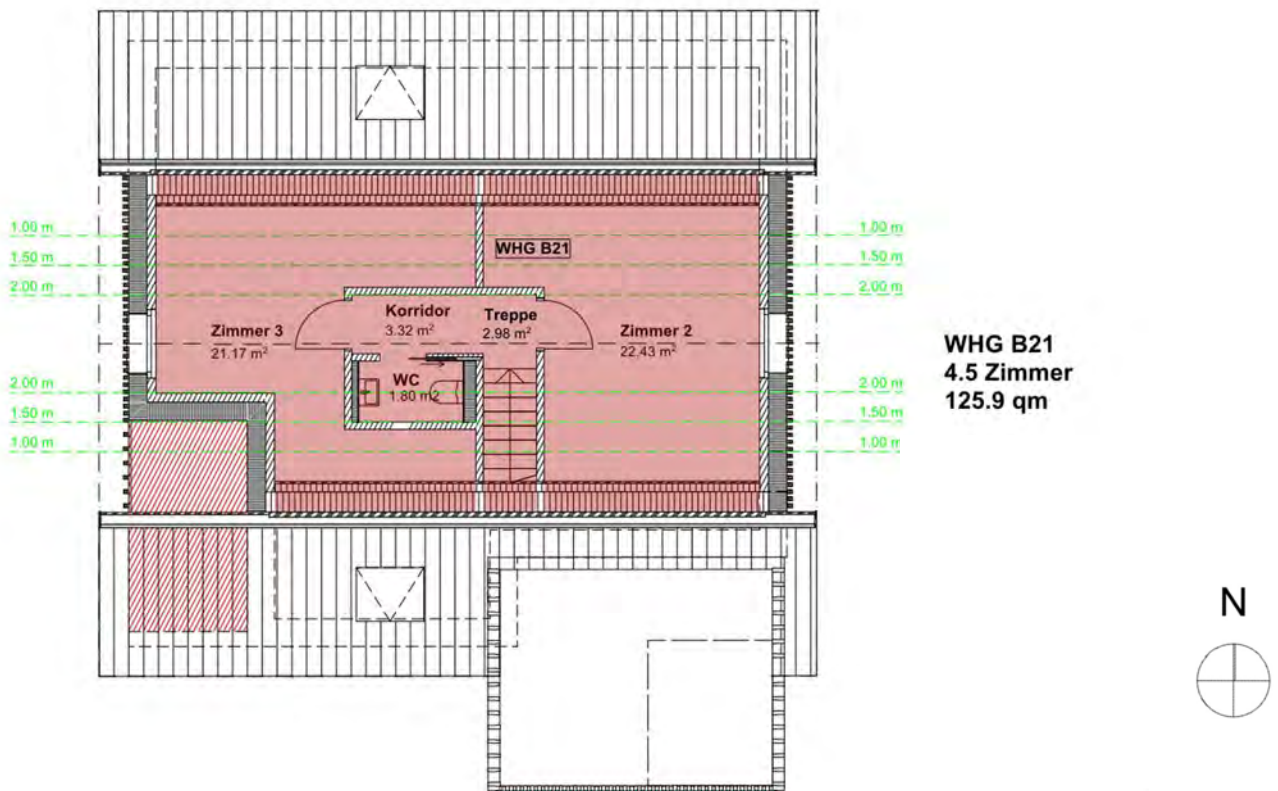 1.00 m
1.00 m
WHG B21
1.50 m
1.50 m
2.00 m
2.00 m
Korridor
3.32 m²
Treppe
2.98 m²
Zimmer 3
21.17 m²
Zimmer 2
22.43 m²
WHG B21
4.5 Zimmer
125.9 qm
WC
1.80 m2
2.00 m
2.00 m
1.50 m
1.50 m
1.00 m
1.00 m
N